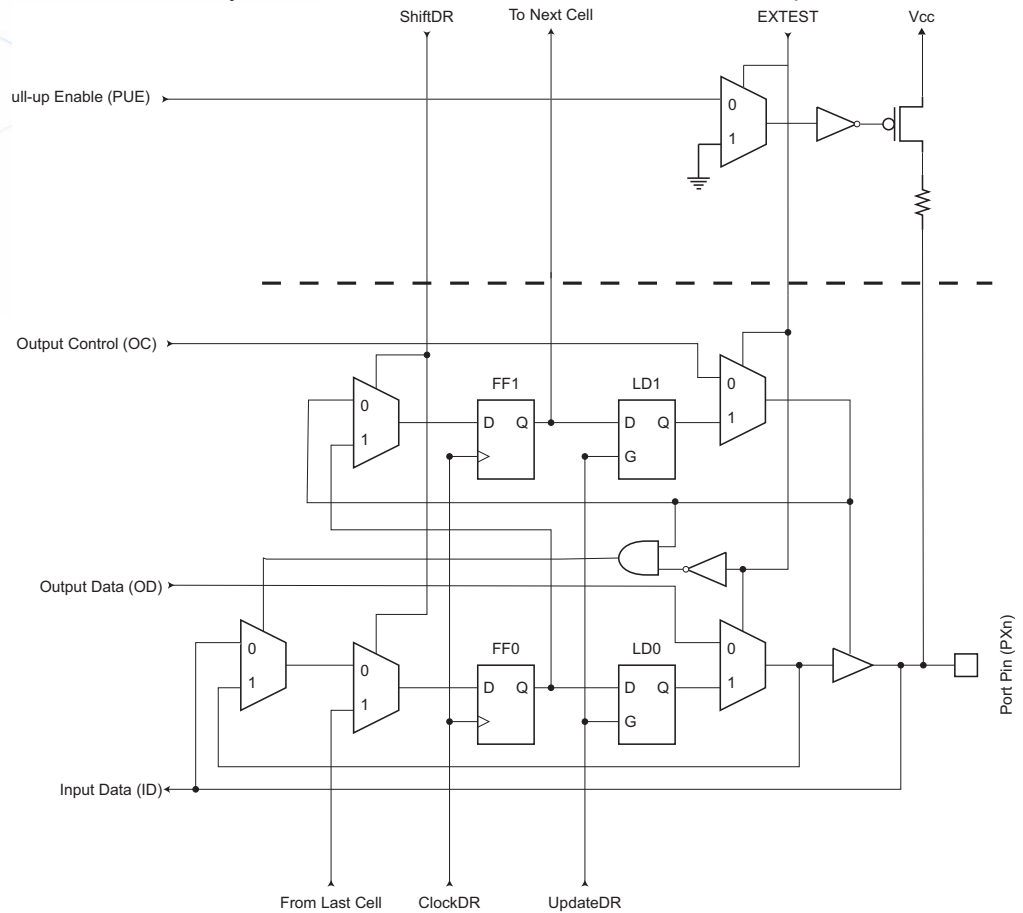 ShiftDR
To Next Cell
EXTEST
Vcc
ull-up Enable (PUE)
0
1
Output Control (OC)
FF1
LD1
0
1
0
1
D Q
D Q
G
Output Data (OD)
0
1
0
1
FF0
LD0
0
1
D Q
D Q
G
Port Pin (PXn)
Input Data (ID)
From Last Cell
ClockDR
UpdateDR